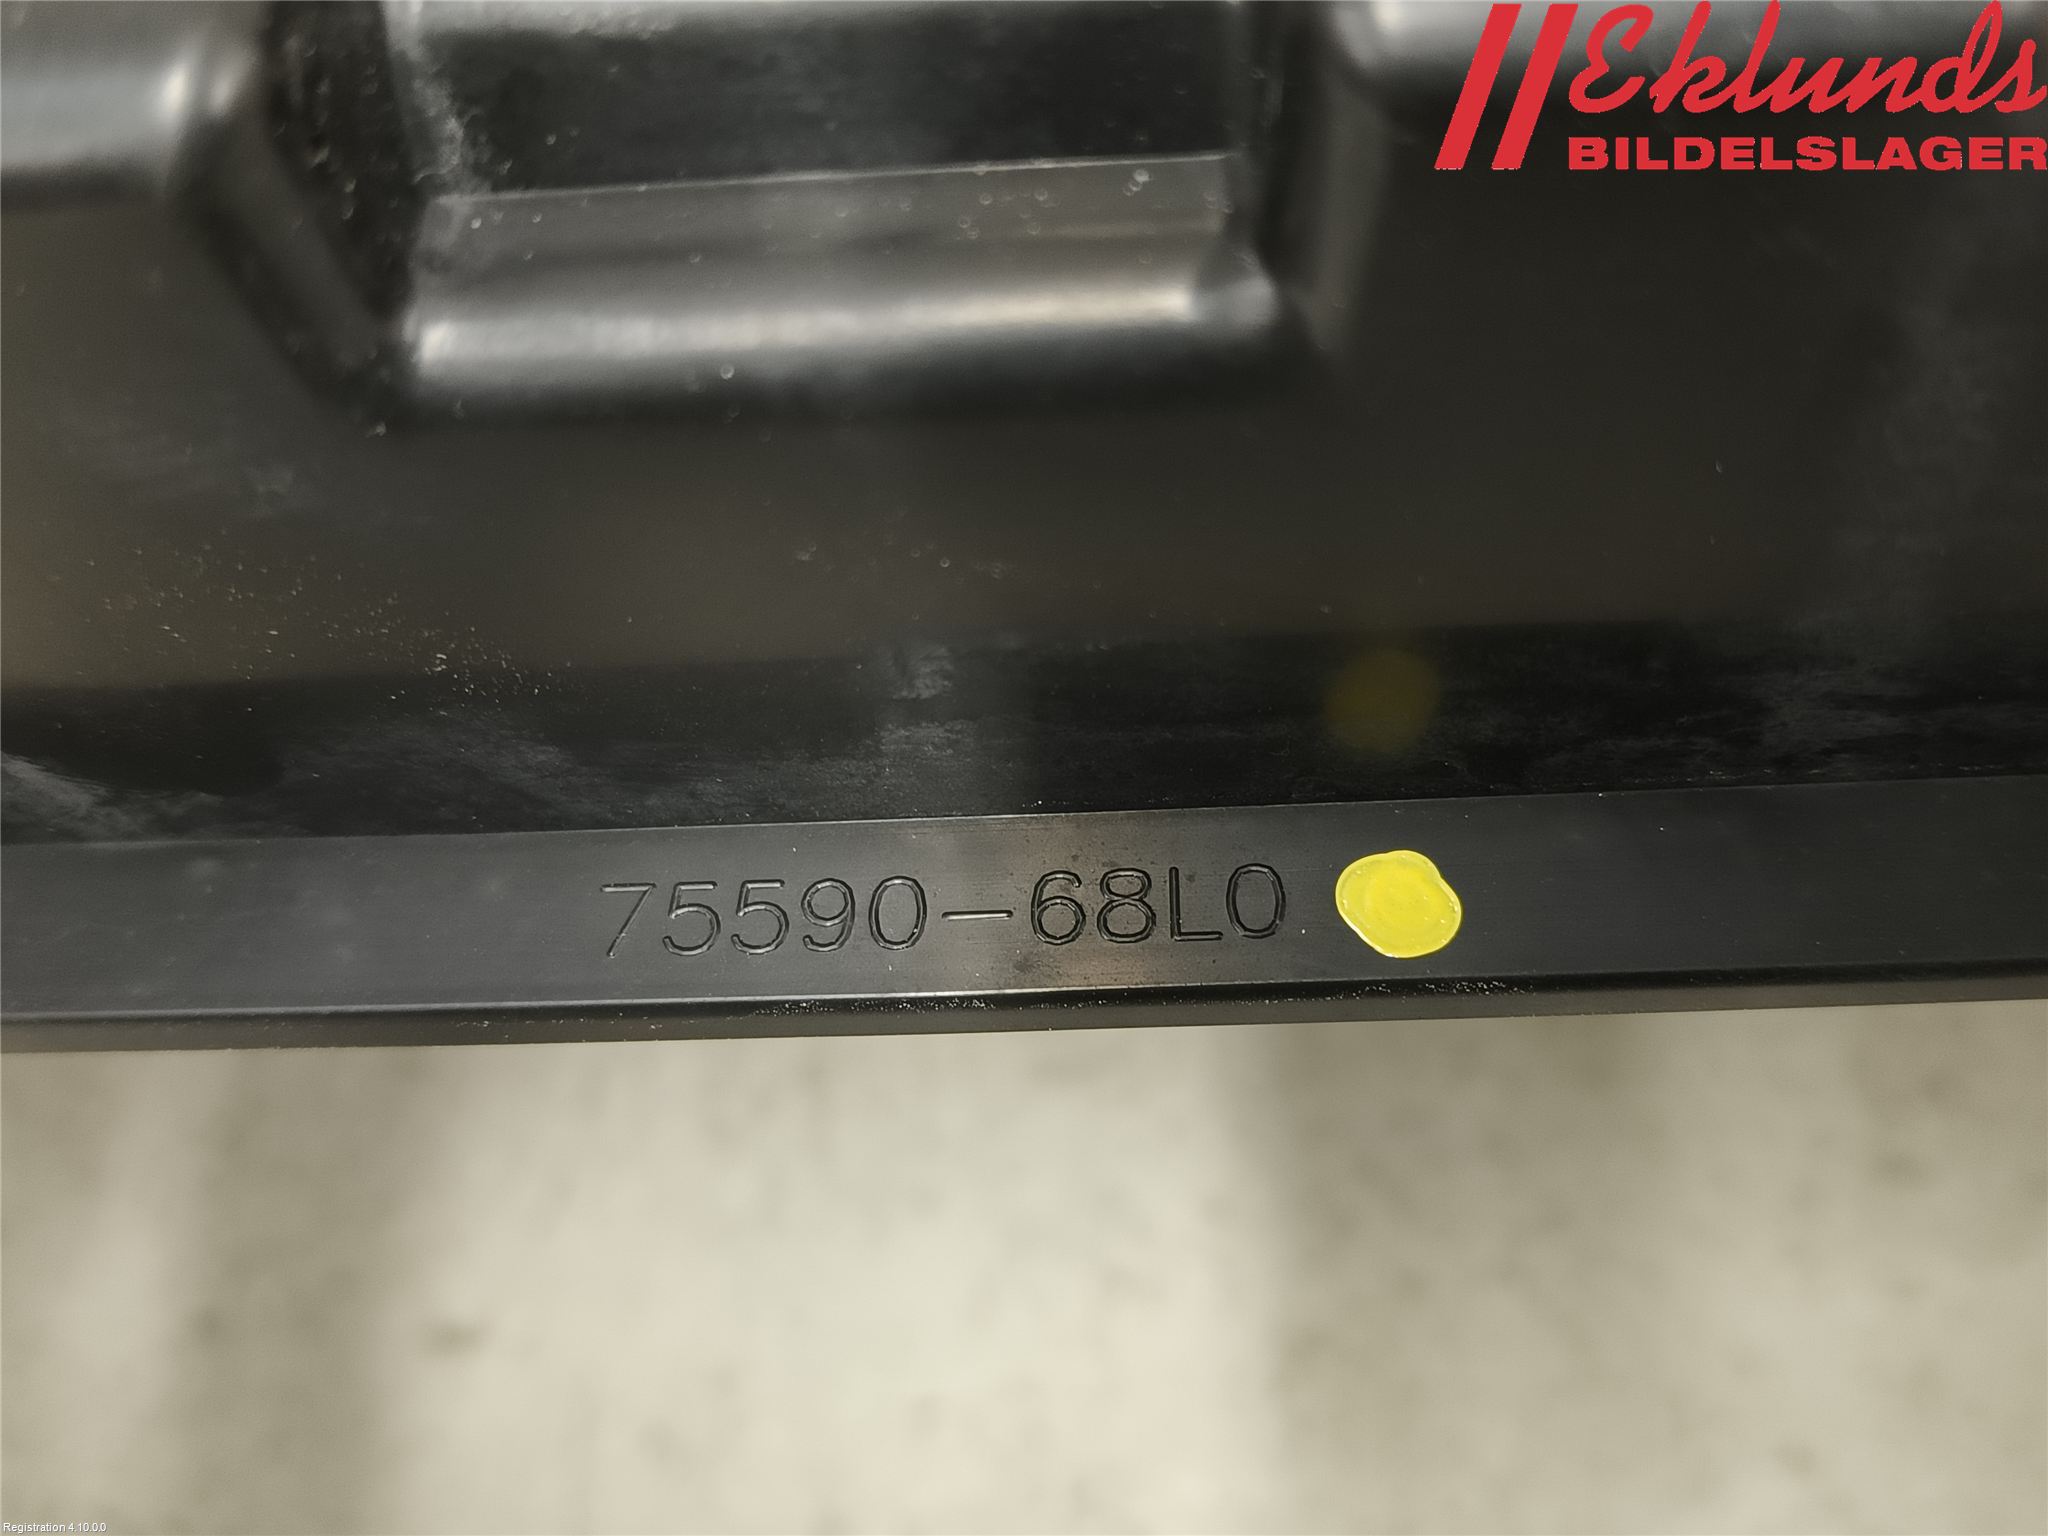 Eklunds
BILDELSLAGER
75590-68L0
Registration 4.10.0.0